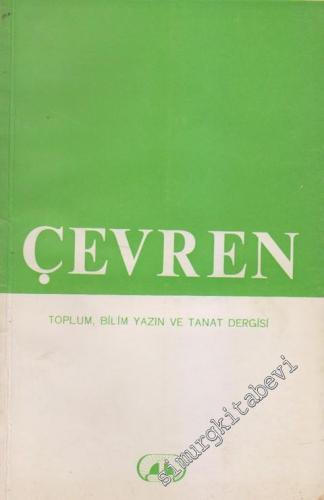 ÇEVREN
TOPLUM, BİLİM YAZIN VE TANAT DERGİSİ
simurgkitabevi